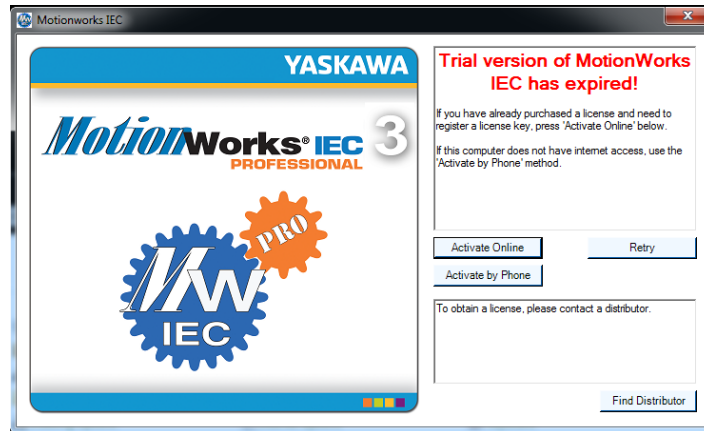 Motionworks IEC
YASKAWA
MotionWorks® IEC 3
PROFESSIONAL
PRO
MW
IEC
Trial version of MotionWorks
IEC has expired!
If you have already purchased a license and need to
register a license key, press 'Activate Online' below.
If this computer does not have internet access, use the
'Activate by Phone' method.
Activate Online
Retry
Activate by Phone
To obtain a license, please contact a distributor.
Find Distributor